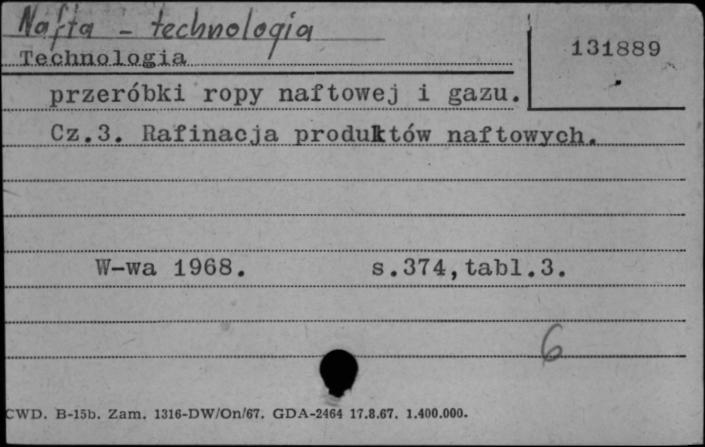 Nafta - technologia
131889
Technologia
przeróbki ropy naftowej i gazu.
Cz.3. Rafinacja produktów naftowych.
W-wa 1968. s.374,tabl.3.
6
CWD. B-15b. Zam. 1316-DW/On/67. GDA-2464 17.8.67. 1.400.000.